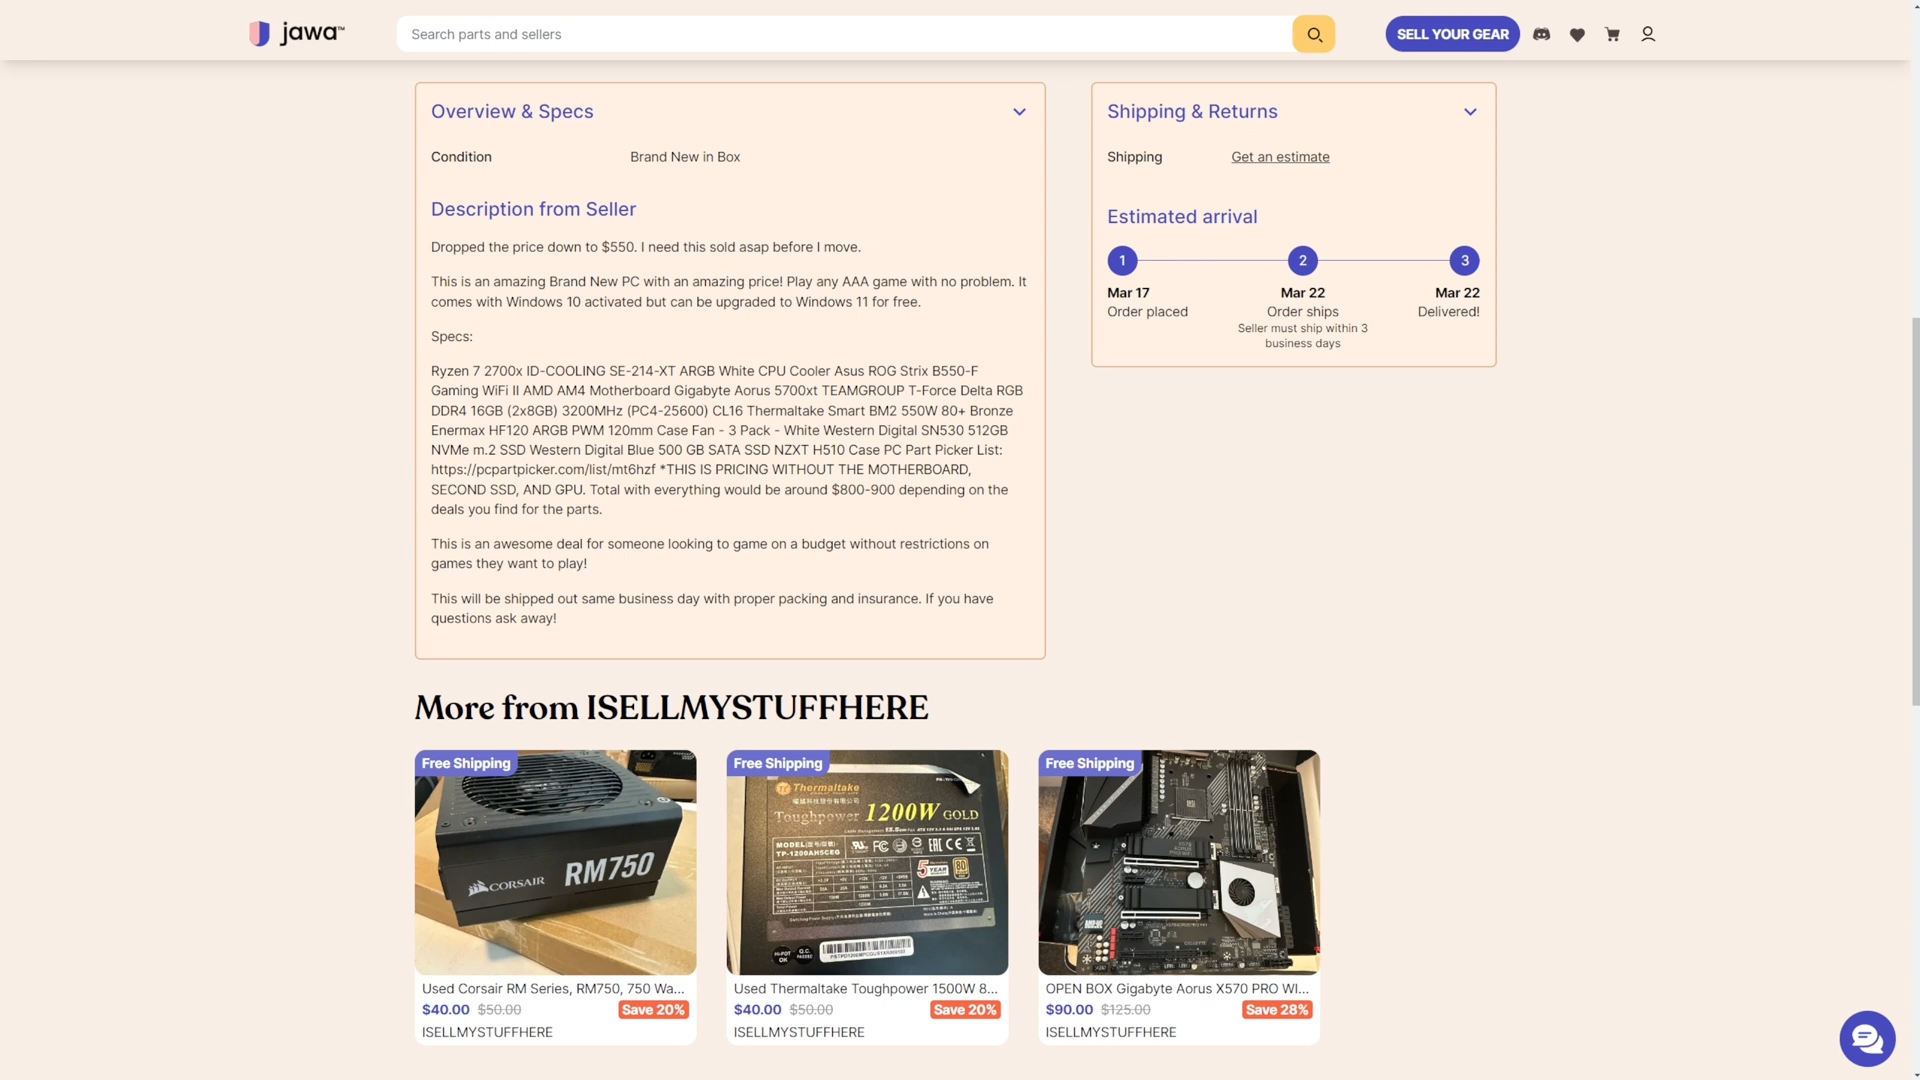 jawa™
Search parts and sellers
SELL YOUR GEAR
Overview & Specs
Condition
Brand New in Box
Description from Seller
Dropped the price down to $550. I need this sold asap before I move.
This is an amazing Brand New PC with an amazing price! Play any AAA game with no problem. It
comes with Windows 10 activated but can be upgraded to Windows 11 for free.
Specs:
Ryzen 7 2700x ID-COOLING SE-214-XT ARGB White CPU Cooler Asus ROG Strix B550-F
Gaming WiFi II AMD AM4 Motherboard Gigabyte Aorus 5700xt TEAMGROUP T-Force Delta RGB
DDR4 16GB (2x8GB) 3200MHz (PC4-25600) CL16 Thermaltake Smart BM2 550W 80+ Bronze
Enermax HF120 ARGB PWM 120mm Case Fan - 3 Pack - White Western Digital SN530 512GB
NVMe m.2 SSD Western Digital Blue 500 GB SATA SSD NZXT H510 Case PC Part Picker List:
https://pcpartpicker.com/list/mt6hzf *THIS IS PRICING WITHOUT THE MOTHERBOARD,
SECOND SSD, AND GPU. Total with everything would be around $800-900 depending on the
deals you find for the parts.
This is an awesome deal for someone looking to game on a budget without restrictions on
games they want to play!
This will be shipped out same business day with proper packing and insurance. If you have
questions ask away!
Shipping & Returns
Shipping
Get an estimate
Estimated arrival
1
2
3
Mar 17
Order placed
Mar 22
Order ships
Seller must ship within 3
business days
Mar 22
Delivered!
More from ISELLMYSTUFFHERE
Free Shipping
CORSAIR
RM750
Used Corsair RM Series, RM750, 750 Wa...
$40.00 $50.00
Save 20%
ISELLMYSTUFFHERE
Free Shipping
Thermaltake
Toughpower 1200W GOLD
MODEL
TP-1200AH5CEG
5 YEAR
Used Thermaltake Toughpower 1500W 8...
$40.00 $50.00
Save 20%
ISELLMYSTUFFHERE
Free Shipping
OPEN BOX Gigabyte Aorus X570 PRO WI...
$90.00 $125.00
Save 28%
ISELLMYSTUFFHERE